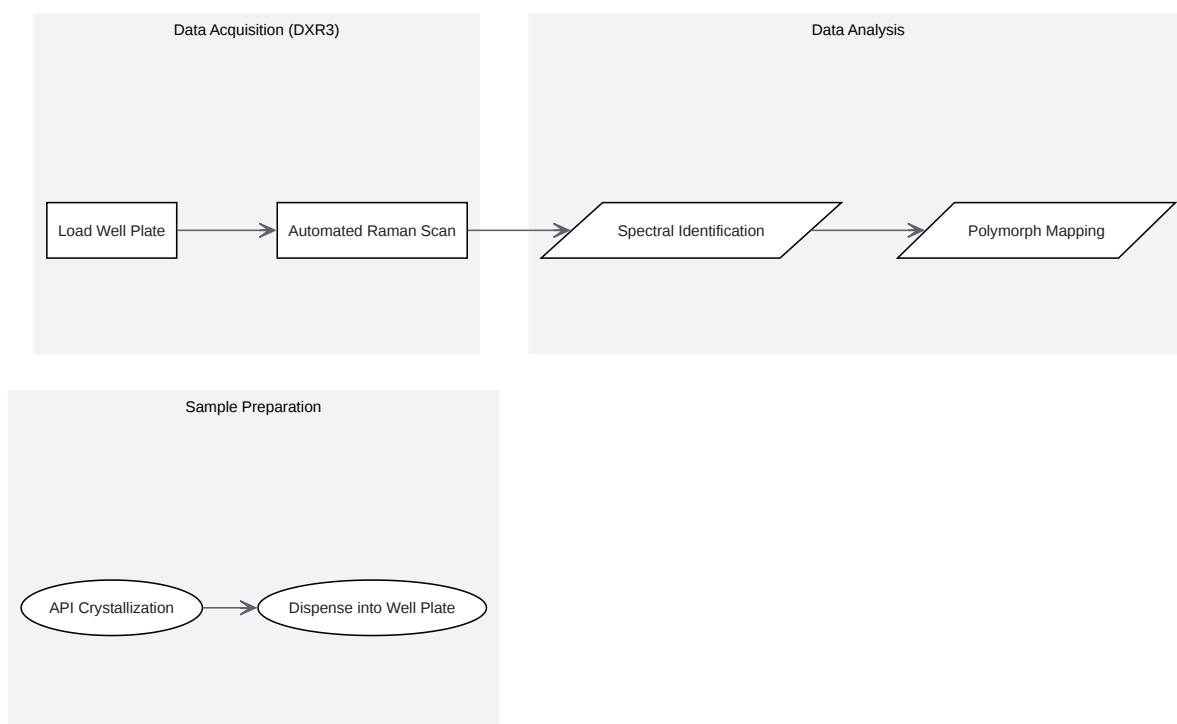 Data Acquisition (DXR3)
Load Well Plate
Automated Raman Scan
Data Analysis
Spectral Identification
Polymorph Mapping
Sample Preparation
API Crystallization
Dispense into Well Plate